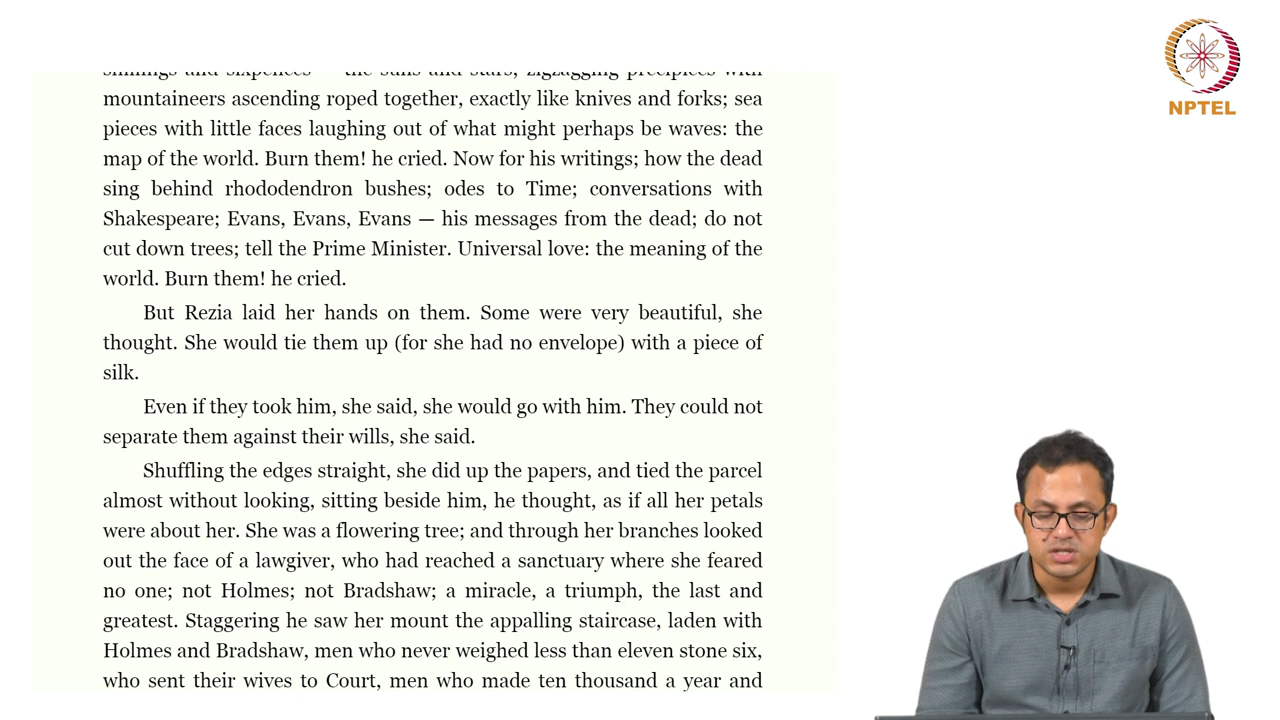 shillings and sixpences — the suns and stars; zigzagging precipices with
mountaineers ascending roped together, exactly like knives and forks; sea
pieces with little faces laughing out of what might perhaps be waves: the
map of the world. Burn them! he cried. Now for his writings; how the dead
sing behind rhododendron bushes; odes to Time; conversations with
Shakespeare; Evans, Evans, Evans — his messages from the dead; do not
cut down trees; tell the Prime Minister. Universal love: the meaning of the
world. Burn them! he cried.
But Rezia laid her hands on them. Some were very beautiful, she
thought. She would tie them up (for she had no envelope) with a piece of
silk.
Even if they took him, she said, she would go with him. They could not
separate them against their wills, she said.
Shuffling the edges straight, she did up the papers, and tied the parcel
almost without looking, sitting beside him, he thought, as if all her petals
were about her. She was a flowering tree; and through her branches looked
out the face of a lawgiver, who had reached a sanctuary where she feared
no one; not Holmes; not Bradshaw; a miracle, a triumph, the last and
greatest. Staggering he saw her mount the appalling staircase, laden with
Holmes and Bradshaw, men who never weighed less than eleven stone six,
who sent their wives to Court, men who made ten thousand a year and
NPTEL